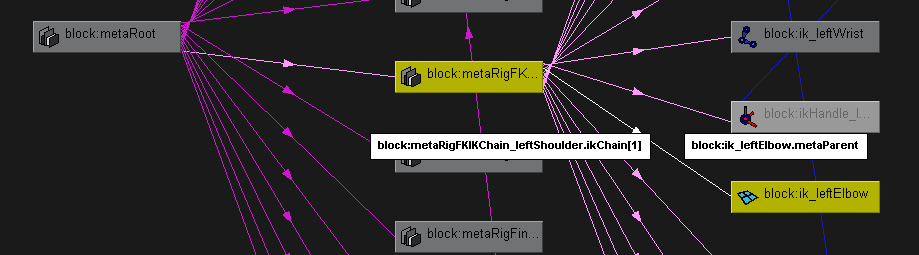 block:metaRoot
block:metaRigFK...
block:ik_leftWrist
block:ikHandle_l...
block:metaRigFKIKChain_leftShoulder.ikChain[1]
block:ik_leftElbow.metaParent
block:ik_leftElbow
block:metaRigFin...